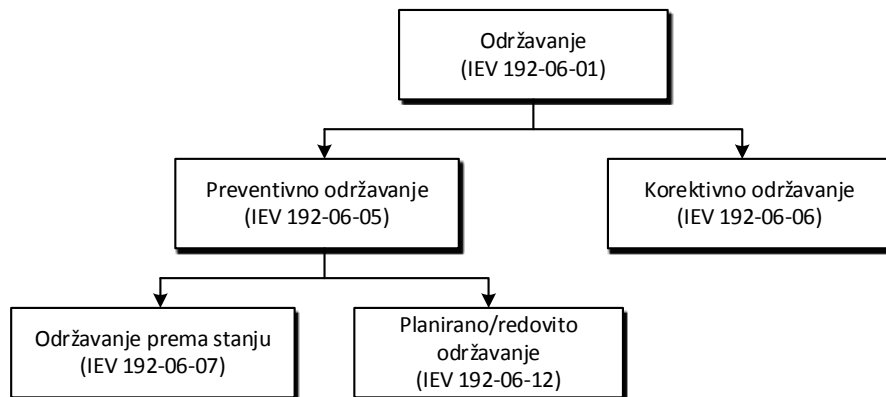 Održavanje
(IEV 192-06-01)
Preventivno održavanje
(IEV 192-06-05)
Korektivno održavanje
(IEV 192-06-06)
Održavanje prema stanju
(IEV 192-06-07)
Planirano/redovito
održavanje
(IEV 192-06-12)